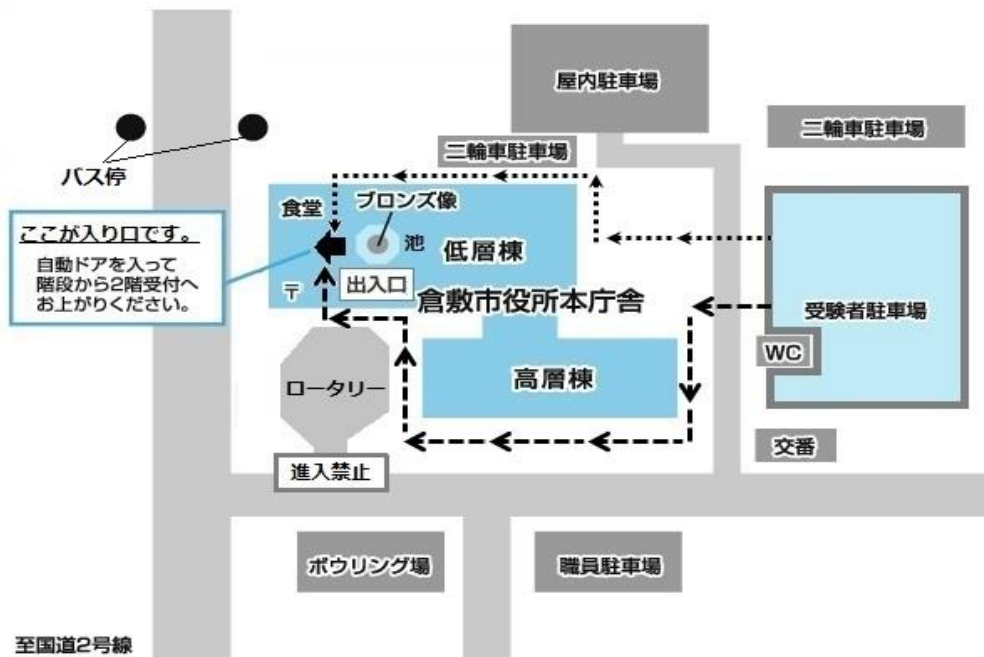 屋内駐車場
二輪車駐車場
二輪車駐車場
バス停
食堂
ブロンズ像
池
低層棟
ここが入り口です。
自動ドアを入って
階段から2階受付へ
お上がりください。
〒
出入口
倉敷市役所本庁舎
受験者駐車場
WC
高層棟
ロータリー
交番
進入禁止
ボウリング場
職員駐車場
至国道2号線